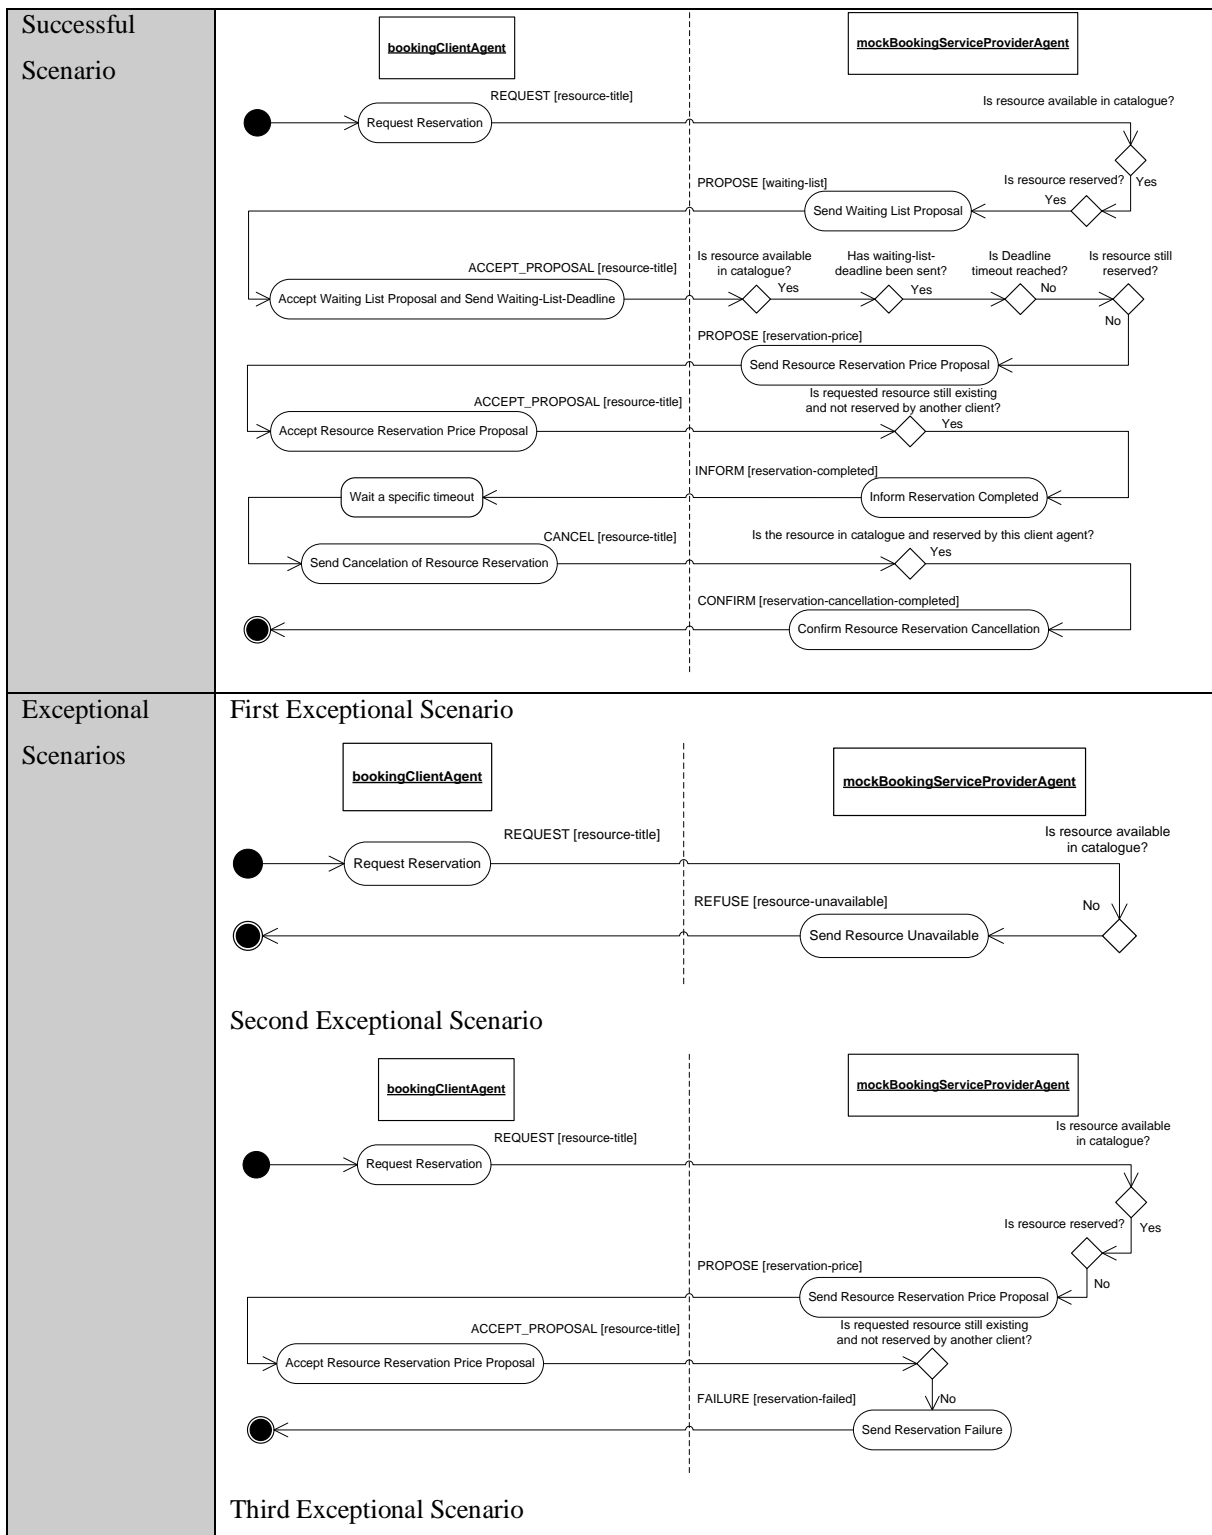 Successful
Scenario
bookingClientAgent
mockBookingServiceProviderAgent
REQUEST [resource-title]
Is resource available in catalogue?
Request Reservation
Is resource reserved?
Yes
PROPOSE [waiting-list]
Yes
Send Waiting List Proposal
ACCEPT_PROPOSAL [resource-title]
Is resource available
in catalogue?
Has waiting-list-
deadline been sent?
Is Deadline
timeout reached?
Is resource still
reserved?
Accept Waiting List Proposal and Send Waiting-List-Deadline
Yes
Yes
No
No
PROPOSE [reservation-price]
Send Resource Reservation Price Proposal
ACCEPT_PROPOSAL [resource-title]
Is requested resource still existing
and not reserved by another client?
Accept Resource Reservation Price Proposal
Yes
INFORM [reservation-completed]
Wait a specific timeout
Inform Reservation Completed
CANCEL [resource-title]
Is the resource in catalogue and reserved by this client agent?
Send Cancelation of Resource Reservation
Yes
CONFIRM [reservation-cancellation-completed]
Confirm Resource Reservation Cancellation
Exceptional
Scenarios
First Exceptional Scenario
bookingClientAgent
mockBookingServiceProviderAgent
REQUEST [resource-title]
Is resource available
in catalogue?
Request Reservation
REFUSE [resource-unavailable]
No
Send Resource Unavailable
Second Exceptional Scenario
bookingClientAgent
mockBookingServiceProviderAgent
REQUEST [resource-title]
Is resource available
in catalogue?
Request Reservation
Is resource reserved?
Yes
PROPOSE [reservation-price]
No
Send Resource Reservation Price Proposal
ACCEPT_PROPOSAL [resource-title]
Is requested resource still existing
and not reserved by another client?
Accept Resource Reservation Price Proposal
FAILURE [reservation-failed]
No
Send Reservation Failure
Third Exceptional Scenario